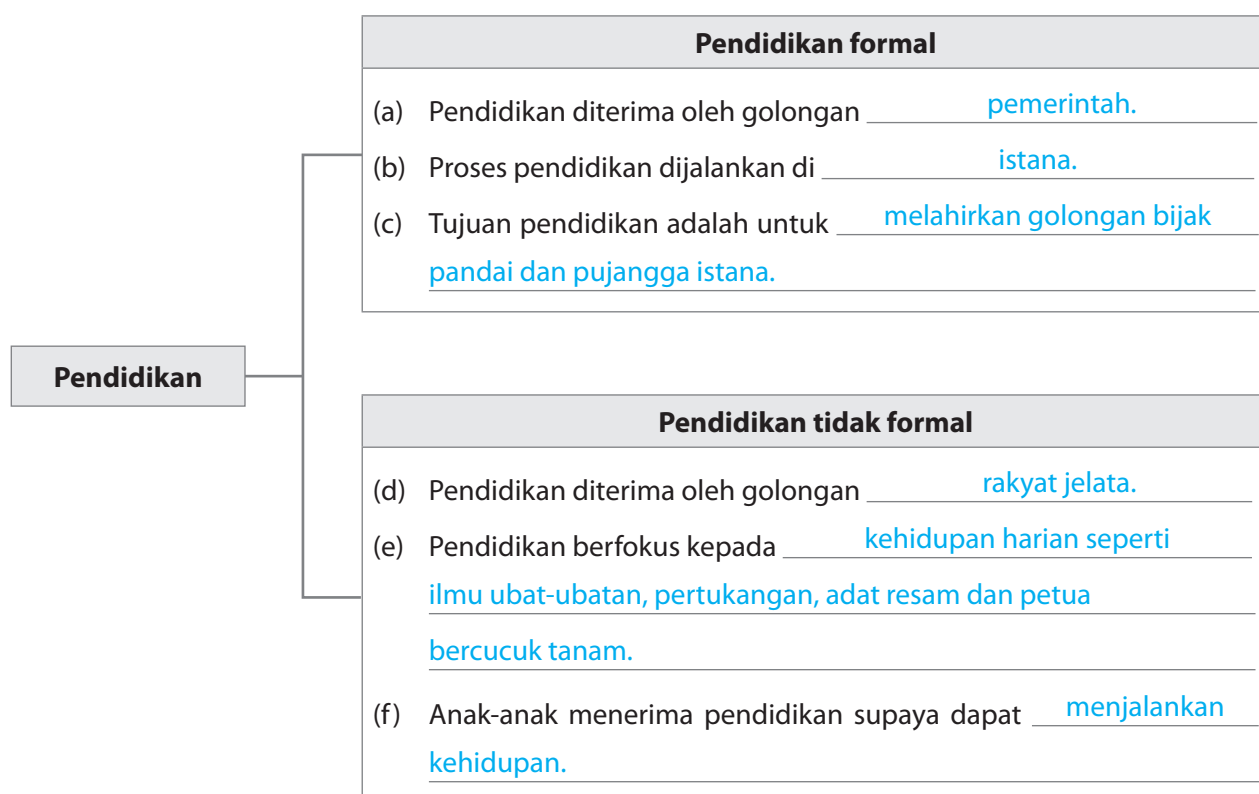 Pendidikan formal
(a) Pendidikan diterima oleh golongan pemerintah.
(b) Proses pendidikan dijalankan di istana.
(c) Tujuan pendidikan adalah untuk melahirkan golongan bijak
pandai dan pujangga istana.
Pendidikan
Pendidikan tidak formal
(d) Pendidikan diterima oleh golongan rakyat jelata.
(e) Pendidikan berfokus kepada kehidupan harian seperti
ilmu ubat-ubatan, pertukangan, adat resam dan petua
bercucuk tanam.
(f) Anak-anak menerima pendidikan supaya dapat menjalankan
kehidupan.